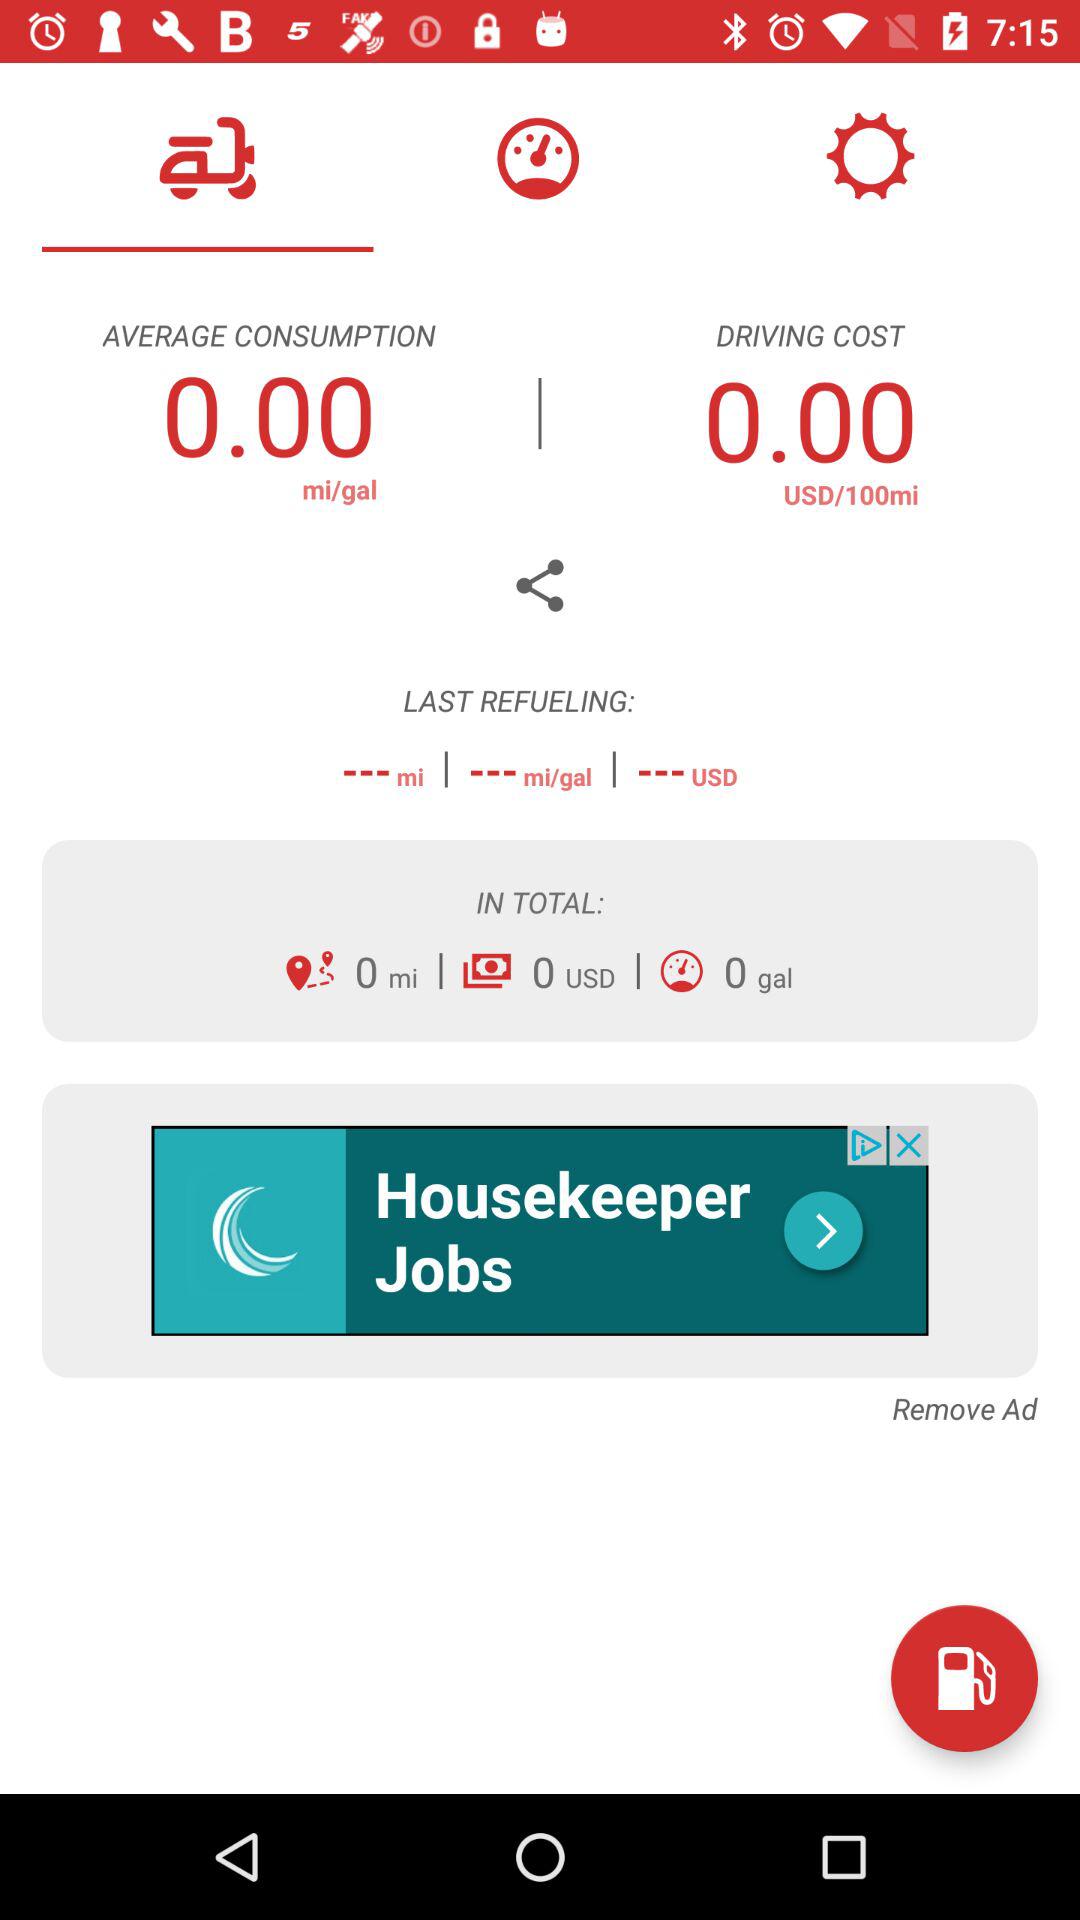 B 5 FAKE 7:15
AVERAGE CONSUMPTION DRIVING COST
0.00 0.00
mi/gal USD/100mi
LAST REFUELING:
--- mi | --- mi/gal | --- USD
IN TOTAL:
0 mi | 0 USD | 0 gal
Housekeeper
Jobs
Remove Ad